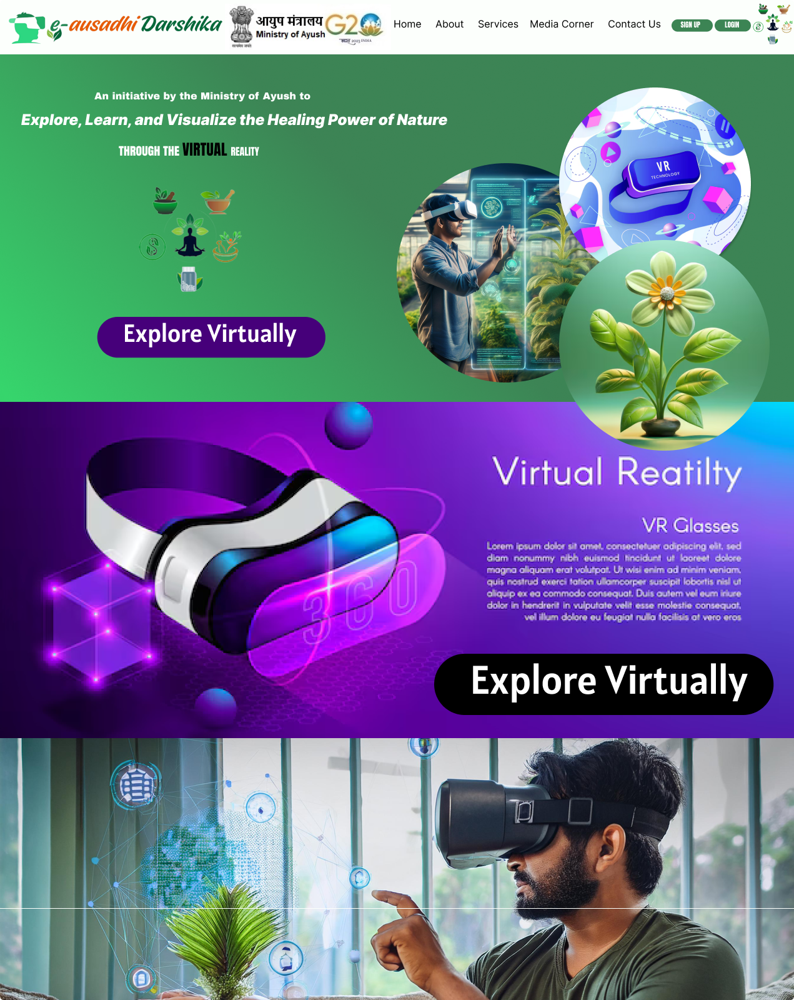 e-ausadhi Darshika
आयुष मंत्रालय
Ministry of Ayush
सत्यमेव जयते
G20
2023 INDIA
Home About Services Media Corner Contact Us
SIGN UP LOGIN
An initiative by the Ministry of Ayush to
Explore, Learn, and Visualize the Healing Power of Nature
THROUGH THE VIRTUAL REALITY
VR
TECHNOLOGY
Explore Virtually
Virtual Reatilty
VR Glasses
Lorem ipsum dolor sit amet, consectetuer adipiscing elit, sed
diam nonummy nibh euismod tincidunt ut laoreet dolore
magna aliquam erat volutpat. Ut wisi enim ad minim veniam,
quis nostrud exerci tation ullamcorper suscipit lobortis nisl ut
aliquip ex ea commodo consequat. Duis autem vel eum iriure
dolor in hendrerit in vulputate velit esse molestie consequat,
vel illum dolore eu feugiat nulla facilisis at vero eros
360
Explore Virtually